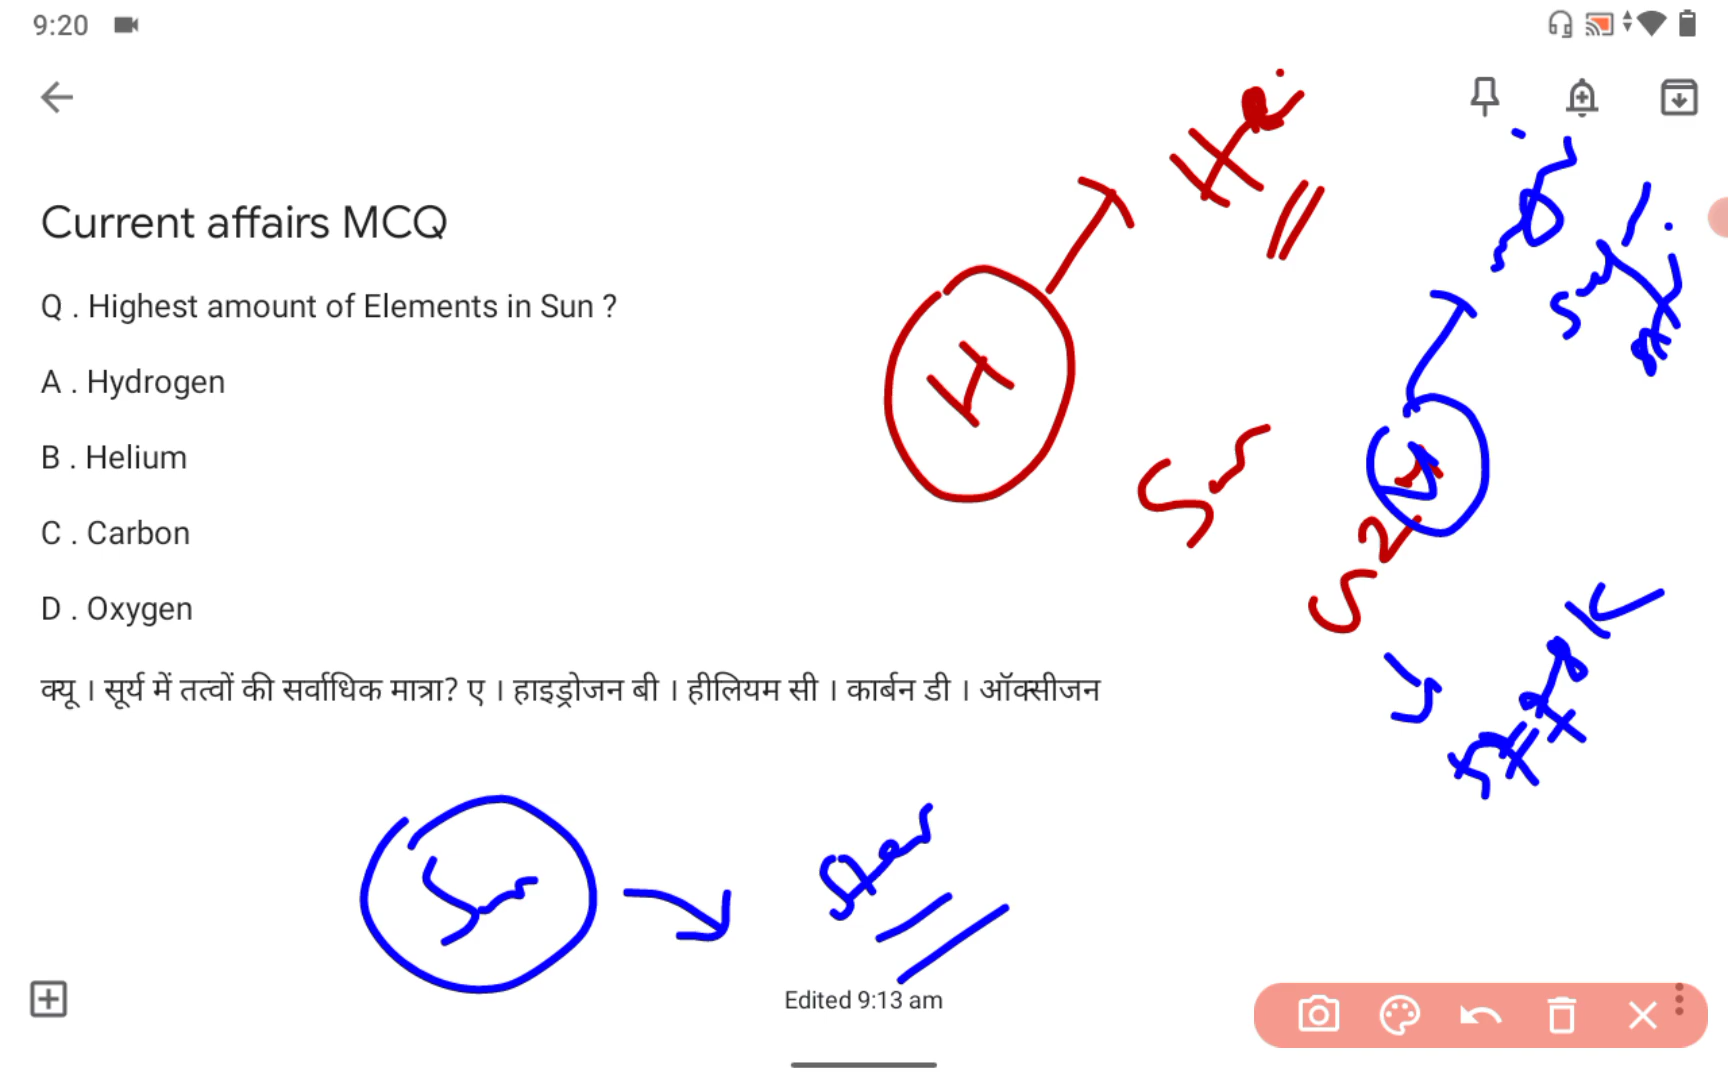 9:20
Current affairs MCQ
Q . Highest amount of Elements in Sun ?
A . Hydrogen
B . Helium
C . Carbon
D . Oxygen
क्यू । सूर्य में तत्वों की सर्वाधिक मात्रा? ए । हाइड्रोजन बी । हीलियम सी । कार्बन डी । ऑक्सीजन
He
H
Sun
Star
Edited 9:13 am